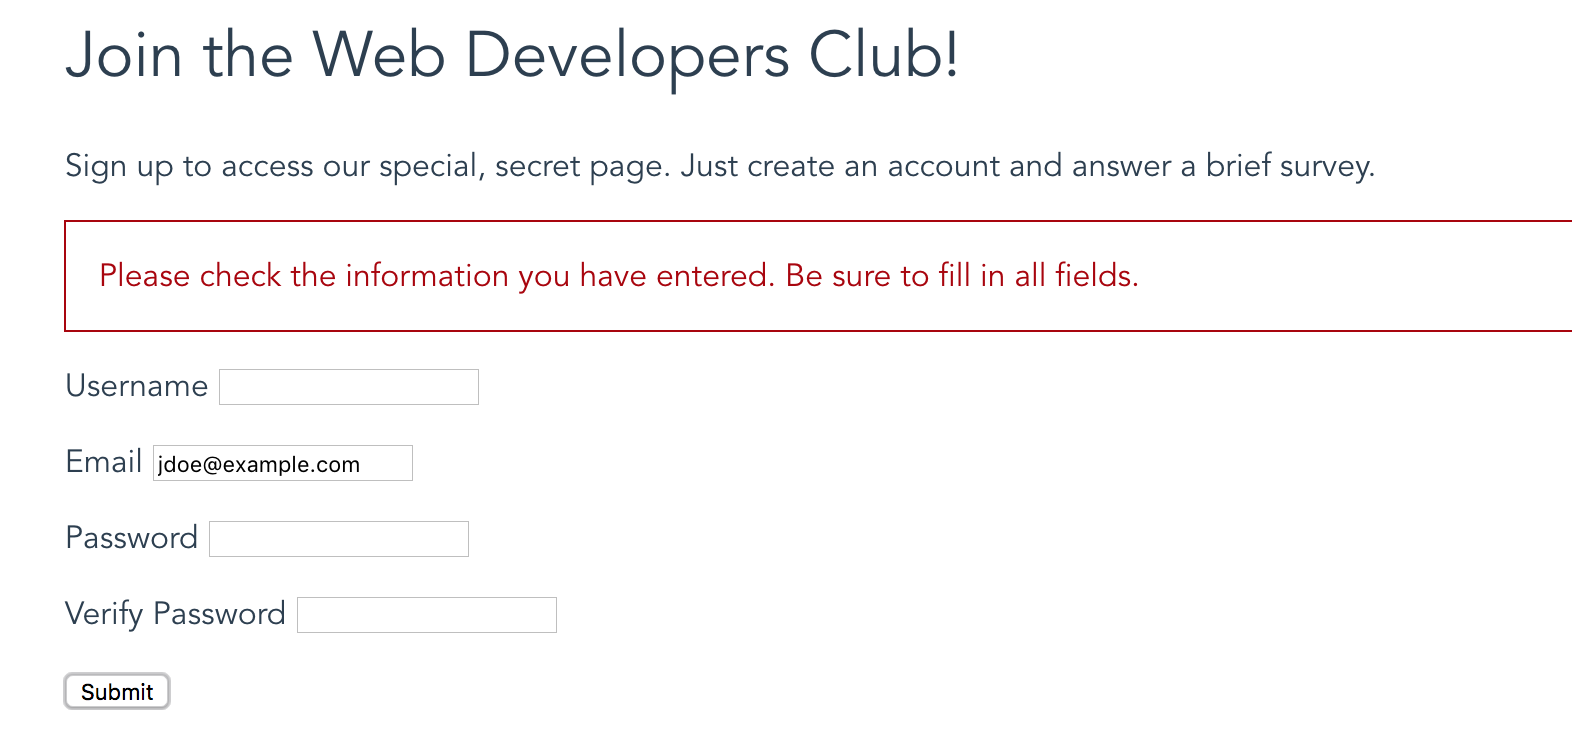 Join the Web Developers Club!
Sign up to access our special, secret page. Just create an account and answer a brief survey.
Please check the information you have entered. Be sure to fill in all fields.
Username
Email jdoe@example.com
Password
Verify Password
Submit